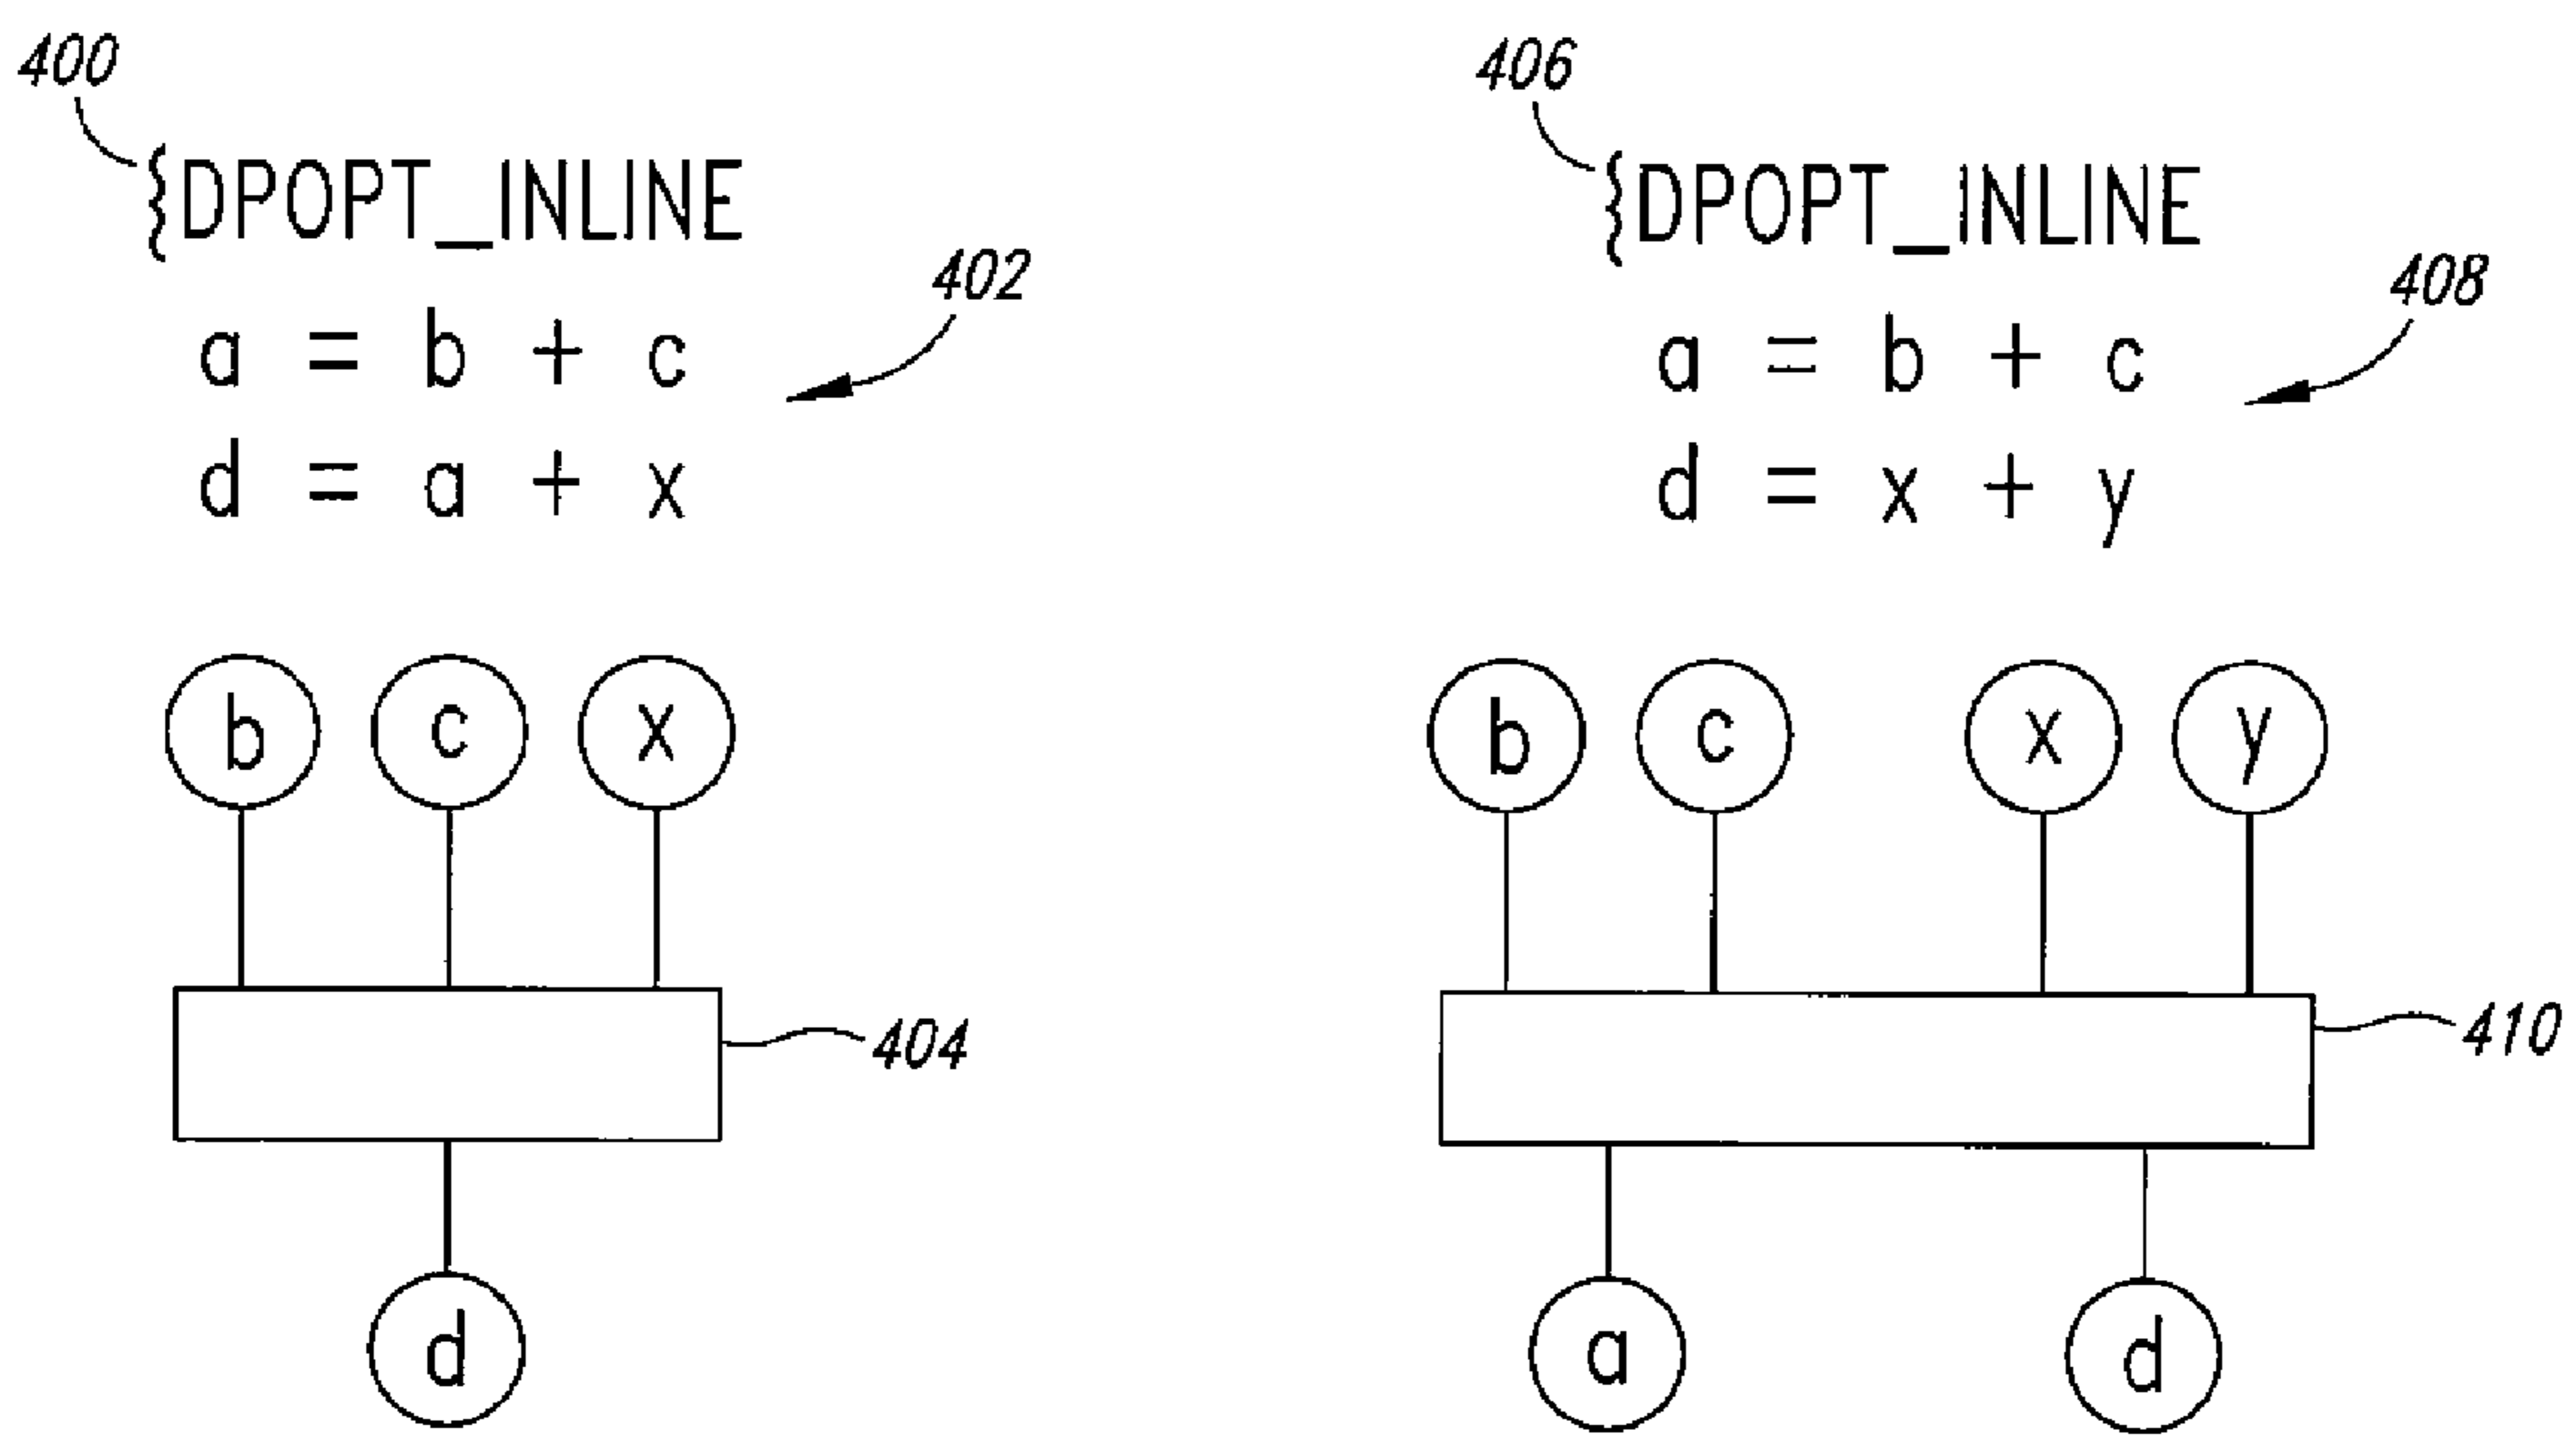 400
{DPOPT_INLINE
402
a = b + c
d = a + x
b c x
404
d
406
{DPOPT_INLINE
408
a = b + c
d = x + y
b c x y
410
a d